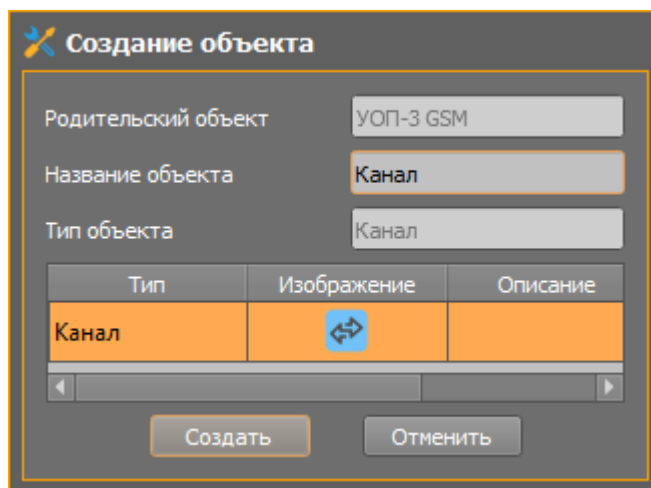 Создание объекта
Родительский объект УОП-3 GSM
Название объекта Канал
Тип объекта Канал
Тип Изображение Описание
Канал
Создать Отменить